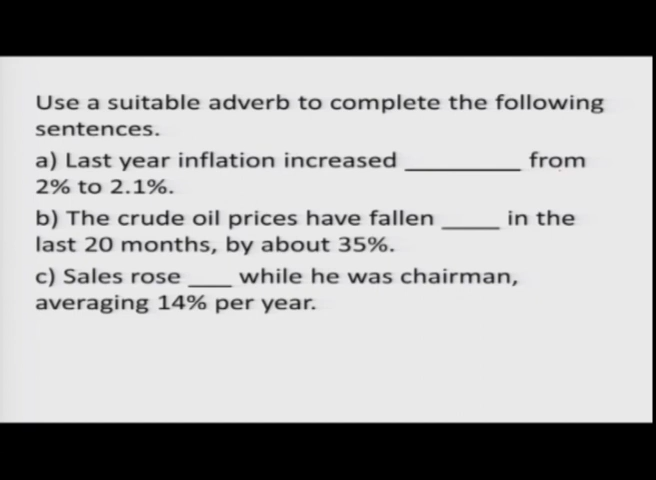 Use a suitable adverb to complete the following
sentences.
a) Last year inflation increased __________ from
2% to 2.1%.
b) The crude oil prices have fallen _____ in the
last 20 months, by about 35%.
c) Sales rose ____ while he was chairman,
averaging 14% per year.